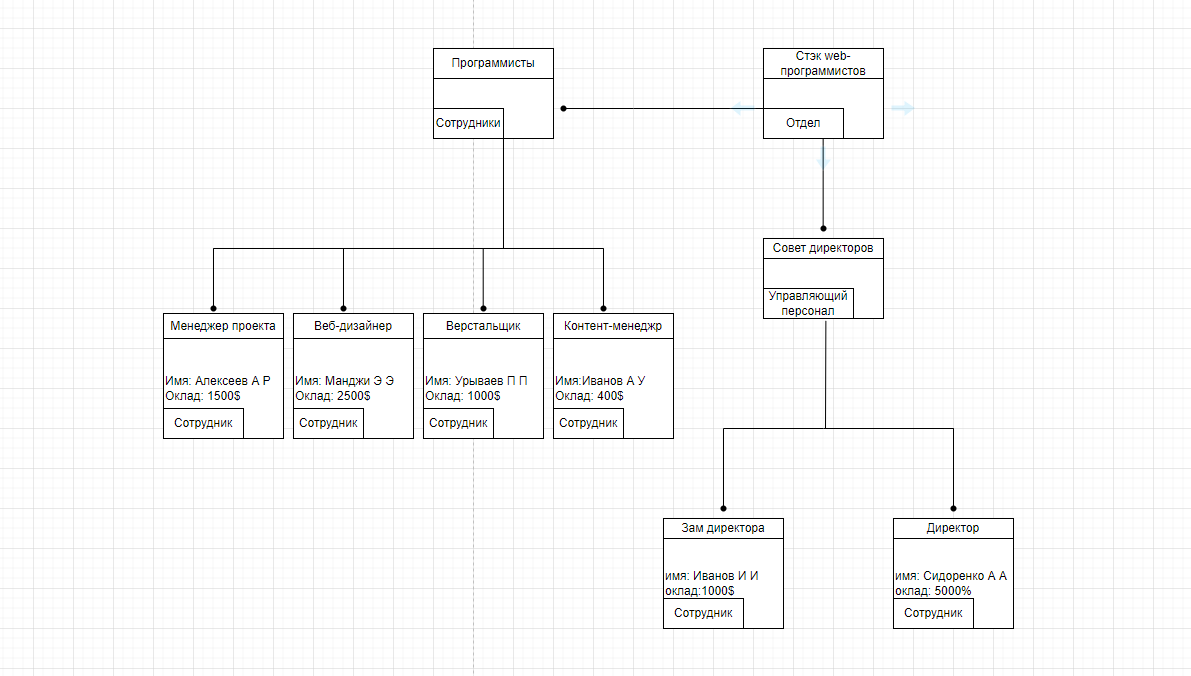 Программисты
Сотрудники
Стэк web-
программистов
Отдел
Совет директоров
Управляющий
персонал
Менеджер проекта
Имя: Алексеев А Р
Оклад: 1500$
Сотрудник
Веб-дизайнер
Имя: Манджи Э Э
Оклад: 2500$
Сотрудник
Верстальщик
Имя: Урываев П П
Оклад: 1000$
Сотрудник
Контент-менеджр
Имя:Иванов А У
Оклад: 400$
Сотрудник
Зам директора
имя: Иванов И И
оклад:1000$
Сотрудник
Директор
имя: Сидоренко А А
оклад: 5000%
Сотрудник